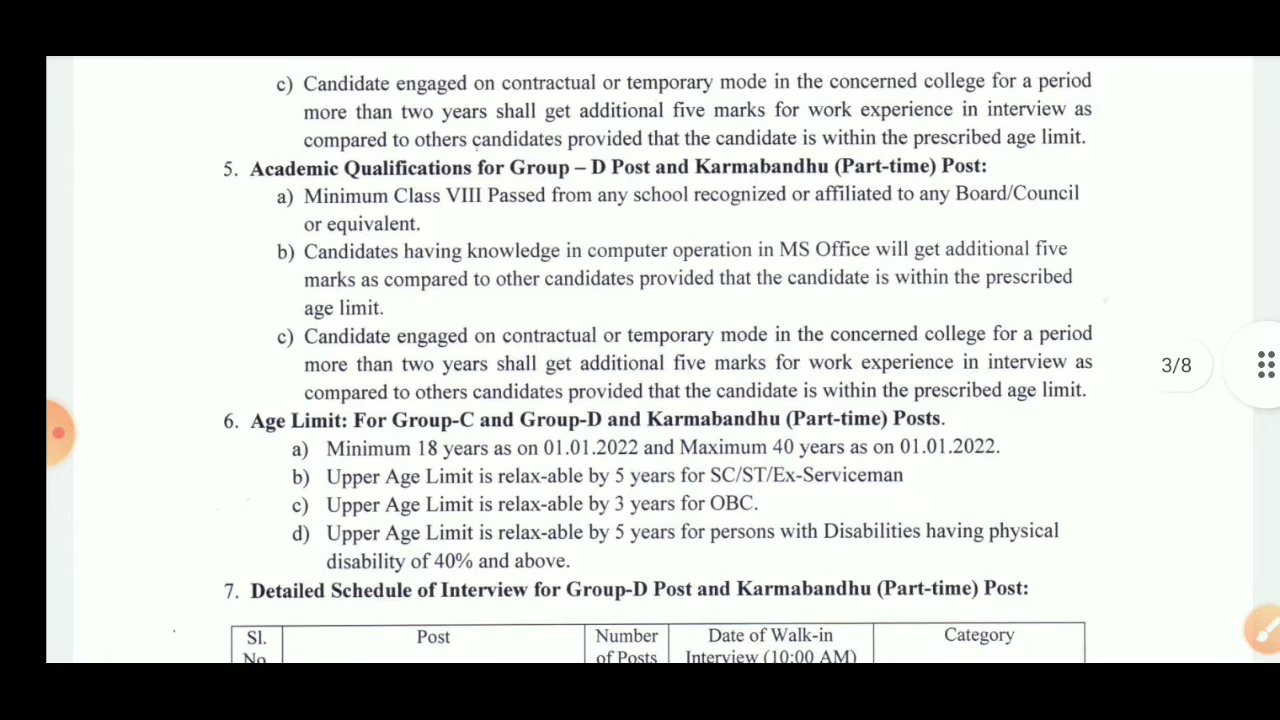 c) Candidate engaged on contractual or temporary mode in the concerned college for a period
more than two years shall get additional five marks for work experience in interview as
compared to others candidates provided that the candidate is within the prescribed age limit.
5. Academic Qualifications for Group – D Post and Karmabandhu (Part-time) Post:
a) Minimum Class VIII Passed from any school recognized or affiliated to any Board/Council
or equivalent.
b) Candidates having knowledge in computer operation in MS Office will get additional five
marks as compared to other candidates provided that the candidate is within the prescribed
age limit.
c) Candidate engaged on contractual or temporary mode in the concerned college for a period
more than two years shall get additional five marks for work experience in interview as
compared to others candidates provided that the candidate is within the prescribed age limit.
3/8
6. Age Limit: For Group-C and Group-D and Karmabandhu (Part-time) Posts.
a) Minimum 18 years as on 01.01.2022 and Maximum 40 years as on 01.01.2022.
b) Upper Age Limit is relax-able by 5 years for SC/ST/Ex-Serviceman
c) Upper Age Limit is relax-able by 3 years for OBC.
d) Upper Age Limit is relax-able by 5 years for persons with Disabilities having physical
disability of 40% and above.
7. Detailed Schedule of Interview for Group-D Post and Karmabandhu (Part-time) Post:
Sl. Post Number Date of Walk-in Category
No of Posts Interview (10:00 AM)